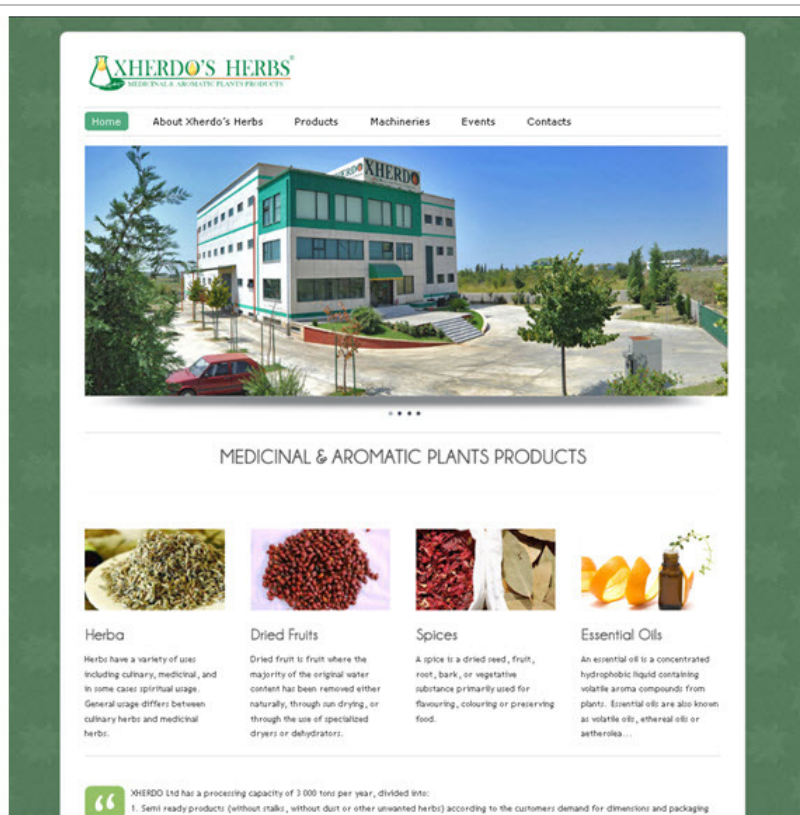 XHERDO'S HERBS®
MEDICINAL & AROMATIC PLANTS PRODUCTS
Home About Xherdo's Herbs Products Machineries Events Contacts
XHERDO XHERDO
MEDICINAL & AROMATIC PLANTS PRODUCTS
Herba
Herbs have a variety of uses
including culinary, medicinal, and
in some cases spiritual usage.
General usage differs between
culinary herbs and medicinal
herbs.
Dried Fruits
Dried fruit is fruit where the
majority of the original water
content has been removed either
naturally, through sun drying, or
through the use of specialized
dryers or dehydrators.
Spices
A spice is a dried seed, fruit,
root, bark, or vegetative
substance primarily used for
flavouring, colouring or preserving
food.
Essential Oils
An essential oil is a concentrated
hydrophobic liquid containing
volatile aroma compounds from
plants. Essential oils are also known
as volatile oils, ethereal oils or
aetherolea...
XHERDO Ltd has a processing capacity of 3 000 tons per year, divided into:
1. Semi ready products (without stalks, without dust or other unwanted herbs) according to the customers demand for dimensions and packaging